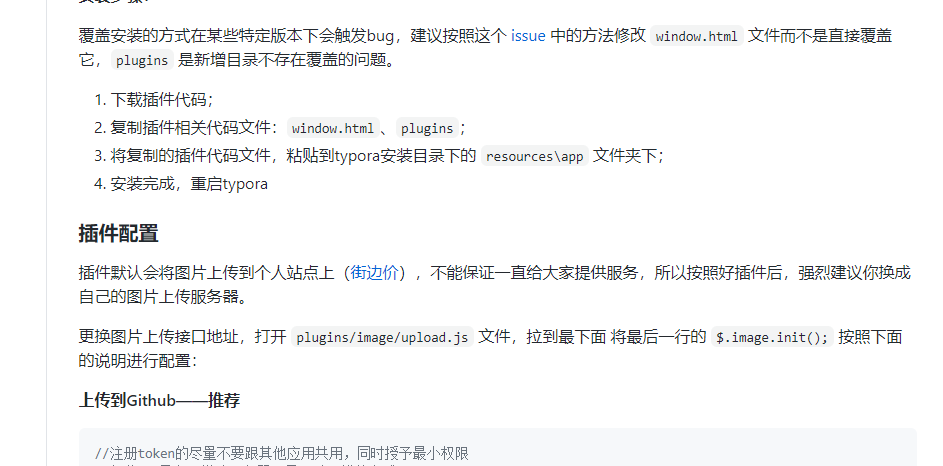 覆盖安装的方式在某些特定版本下会触发bug，建议按照这个 issue 中的方法修改 window.html 文件而不是直接覆盖
它，plugins 是新增目录不存在覆盖的问题。
1. 下载插件代码；
2. 复制插件相关代码文件：window.html、plugins；
3. 将复制的插件代码文件，粘贴到typora安装目录下的 resources\app 文件夹下；
4. 安装完成，重启typora
插件配置
插件默认会将图片上传到个人站点上（街边价），不能保证一直给大家提供服务，所以按照好插件后，强烈建议你换成
自己的图片上传服务器。
更换图片上传接口地址，打开 plugins/image/upload.js 文件，拉到最下面 将最后一行的 $.image.init(); 按照下面
的说明进行配置：
上传到Github——推荐
//注册token的尽量不要跟其他应用共用，同时授予最小权限